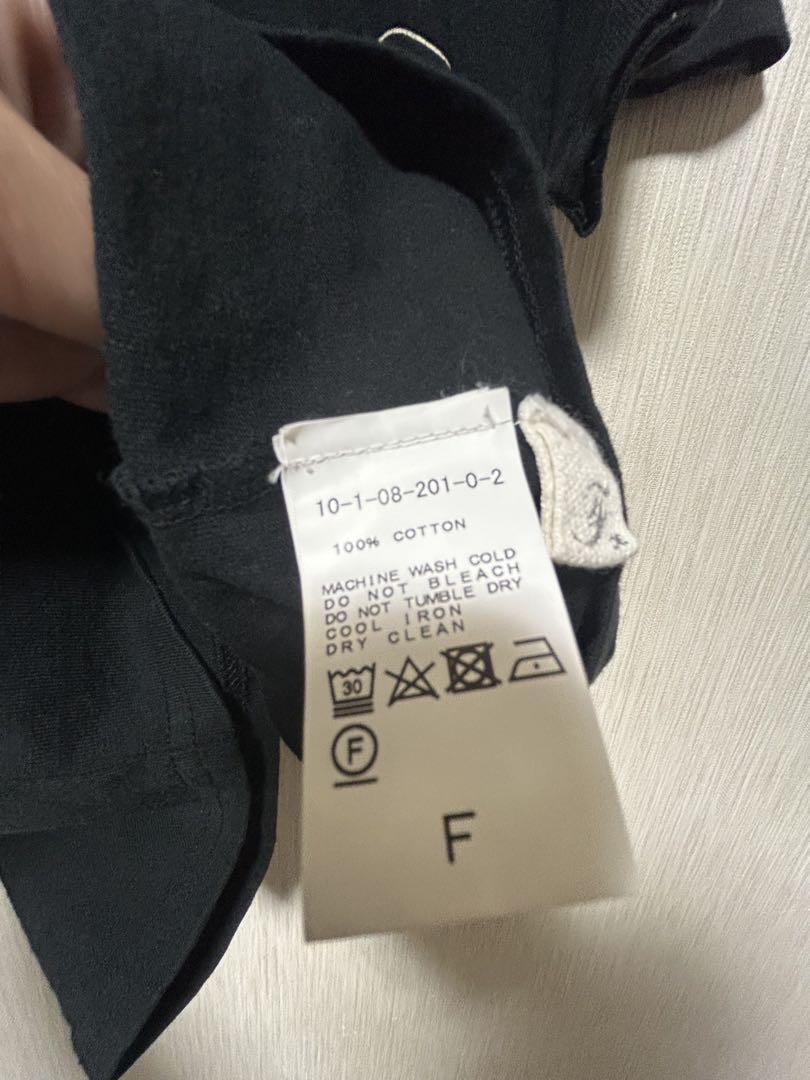 10-1-08-201-0-2
100% COTTON
MACHINE WASH COLD
DO NOT BLEACH
DO NOT TUMBLE DRY
COOL IRON
DRY CLEAN
30
F
F